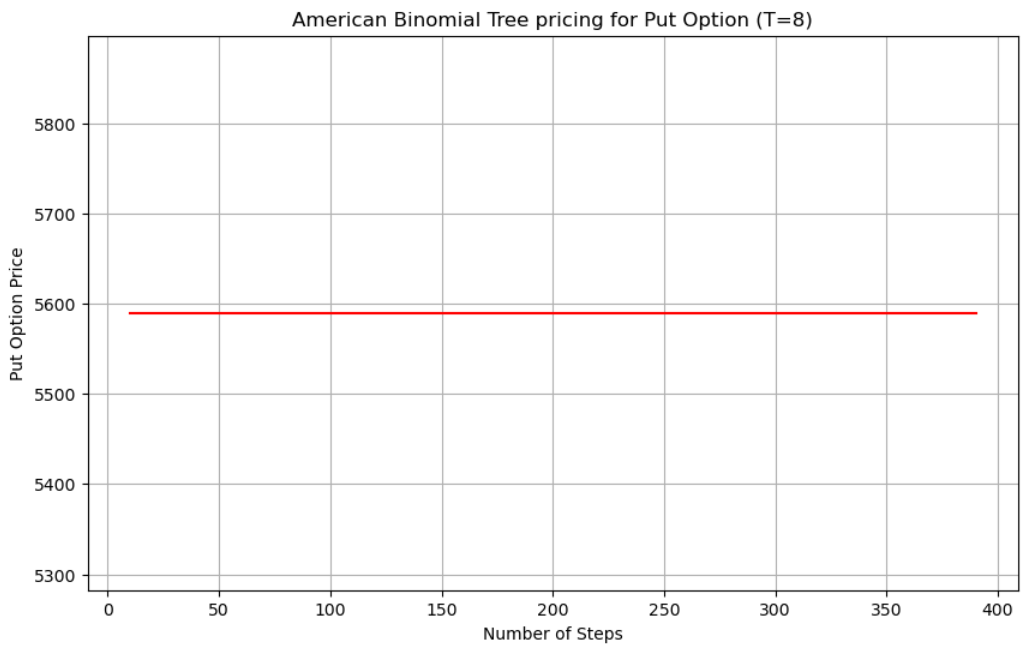 American Binomial Tree pricing for Put Option (T=8)
Put Option Price
5800
5700
5600
5500
5400
5300
0 50 100 150 200 250 300 350 400
Number of Steps